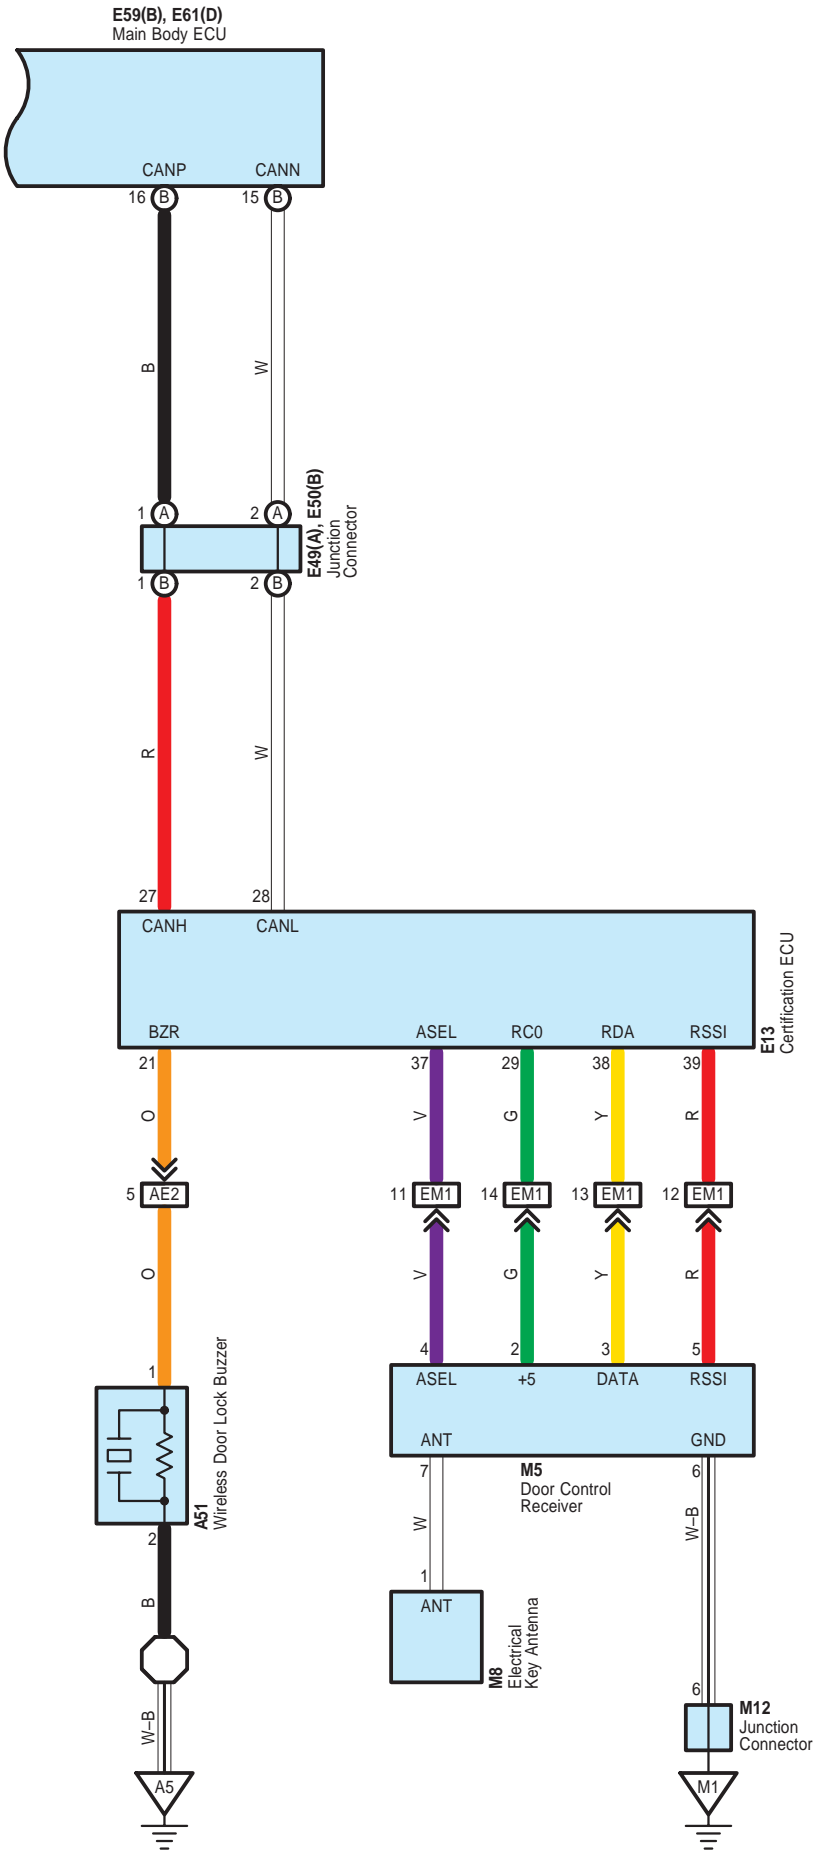 E59(B), E61(D)
Main Body ECU
CANP CANN
16 B 15 B
B W
1 A 2 A
E49(A), E50(B)
Junction
Connector
1 B 2 B
R W
27 28
CANH CANL
E13
Certification ECU
BZR ASEL RC0 RDA RSSI
21 37 29 38 39
O V G Y R
5 AE2 11 EM1 14 EM1 13 EM1 12 EM1
O V G Y R
4 2 3 5
1
ASEL +5 DATA RSSI
A51
Wireless Door Lock Buzzer
ANT GND
7 6
M5
Door Control
Receiver
2
W W–B
1
B
ANT
M8
Electrical
Key Antenna
6
M12
Junction
Connector
W–B
A5 M1